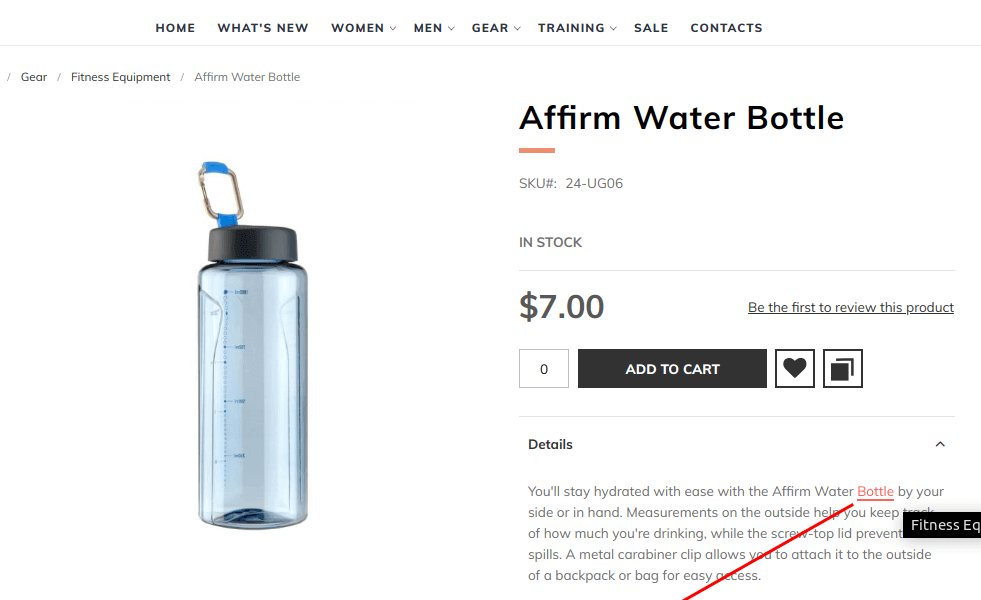 HOME WHAT'S NEW WOMEN MEN GEAR TRAINING SALE CONTACTS
/ Gear / Fitness Equipment / Affirm Water Bottle
Affirm Water Bottle
SKU#: 24-UG06
IN STOCK
$7.00 Be the first to review this product
0 ADD TO CART
Details
You'll stay hydrated with ease with the Affirm Water Bottle by your
side or in hand. Measurements on the outside help you keep track
of how much you're drinking, while the screw-top lid prevent
Fitness Eq
spills. A metal carabiner clip allows you to attach it to the outside
of a backpack or bag for easy access.